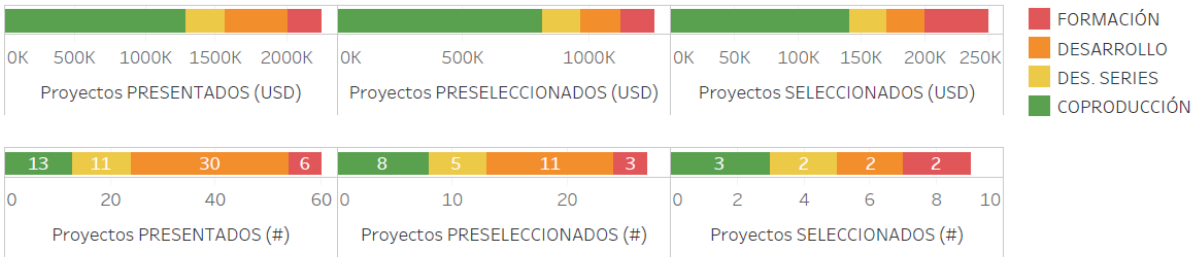 0K 500K 1000K 1500K 2000K
Proyectos PRESENTADOS (USD)
0K 500K 1000K
Proyectos PRESELECCIONADOS (USD)
0K 50K 100K 150K 200K 250K
Proyectos SELECCIONADOS (USD)
FORMACIÓN
DESARROLLO
DES. SERIES
COPRODUCCIÓN
13 11 30 6
0 20 40 60
Proyectos PRESENTADOS (#)
8 5 11 3
0 10 20
Proyectos PRESELECCIONADOS (#)
3 2 2 2
0 2 4 6 8 10
Proyectos SELECCIONADOS (#)